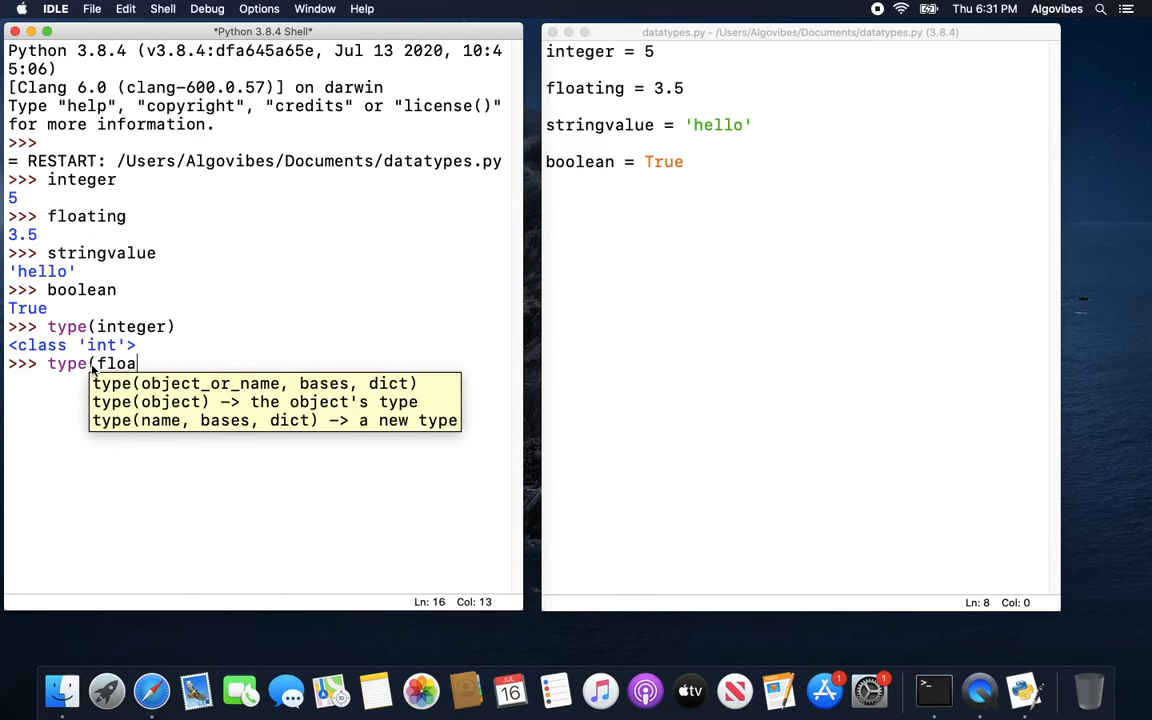 IDLE File Edit Shell Debug Options Window Help Thu 6:31 PM Algovibes
*Python 3.8.4 Shell*
Python 3.8.4 (v3.8.4:dfa645a65e, Jul 13 2020, 10:4
5:06)
[Clang 6.0 (clang-600.0.57)] on darwin
Type "help", "copyright", "credits" or "license()"
for more information.
>>>
= RESTART: /Users/Algovibes/Documents/datatypes.py
>>> integer
5
>>> floating
3.5
>>> stringvalue
'hello'
>>> boolean
True
>>> type(integer)
<class 'int'>
>>> type(floa
type(object_or_name, bases, dict)
type(object) -> the object's type
type(name, bases, dict) -> a new type
Ln: 16 Col: 13
datatypes.py - /Users/Algovibes/Documents/datatypes.py (3.8.4)
integer = 5
floating = 3.5
stringvalue = 'hello'
boolean = True
Ln: 8 Col: 0
JUL
16
tv
1
1
>_